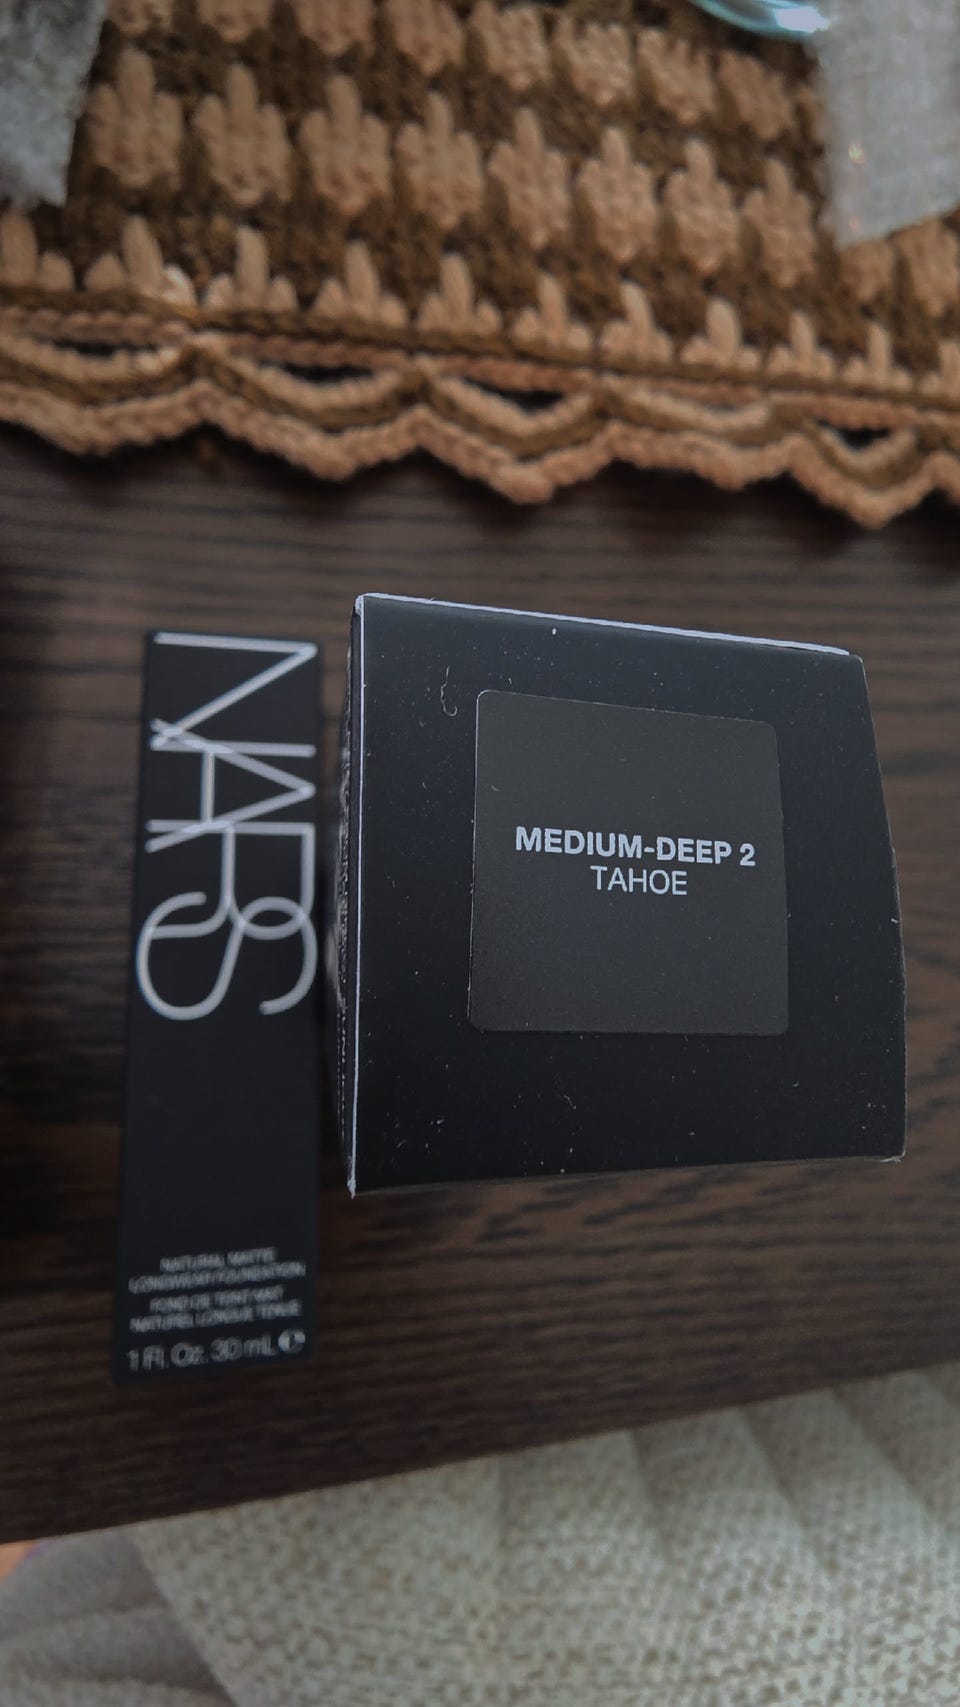 NARS
NATURAL MATTE
LONGWEAR FOUNDATION
FOND DE TEINT MAT
NATUREL LONGUE TENUE
1 Fl. Oz. 30 mL ℮
MEDIUM-DEEP 2
TAHOE